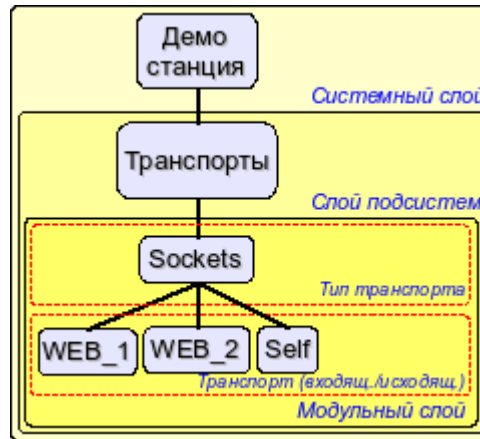 Демо
станция
Системный слой
Транспорты
Слой подсистем
Sockets
Тип транспорта
WEB_1 WEB_2 Self
Транспорт (входящ./исходящ.)
Модульный слой